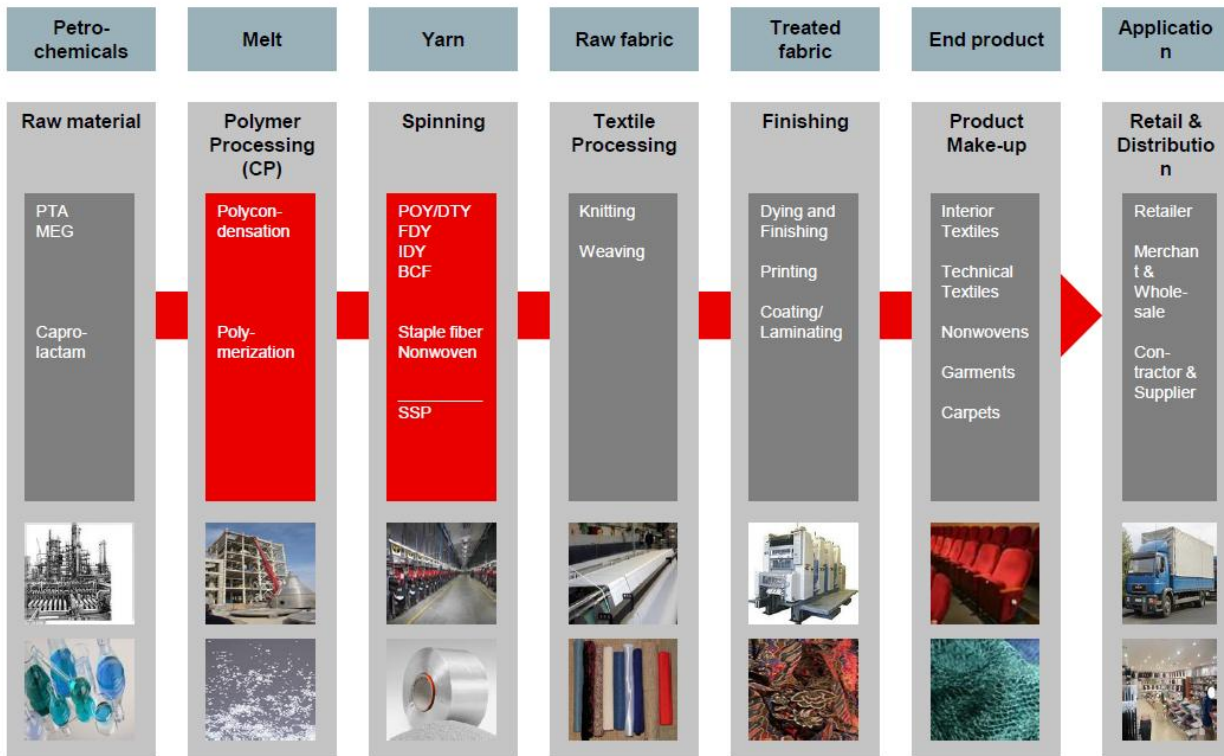 Petro-
chemicals
Melt
Yarn
Raw fabric
Treated
fabric
End product
Applicatio
n
Raw material
Polymer
Processing
(CP)
Spinning
Textile
Processing
Finishing
Product
Make-up
Retail &
Distributio
n
PTA
MEG
Capro-
lactam
Polycon-
densation
Poly-
merization
POY/DTY
FDY
IDY
BCF
Staple fiber
Nonwoven
SSP
Knitting
Weaving
Dying and
Finishing
Printing
Coating/
Laminating
Interior
Textiles
Technical
Textiles
Nonwovens
Garments
Carpets
Retailer
Merchan
t &
Whole-
sale
Con-
tractor &
Supplier